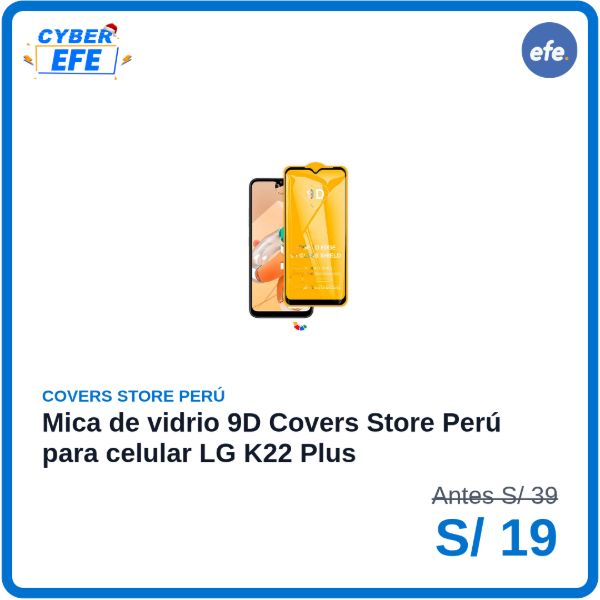 CYBER
EFE
efe.
9D
COVERS STORE PERÚ
Mica de vidrio 9D Covers Store Perú
para celular LG K22 Plus
Antes S/ 39
S/ 19